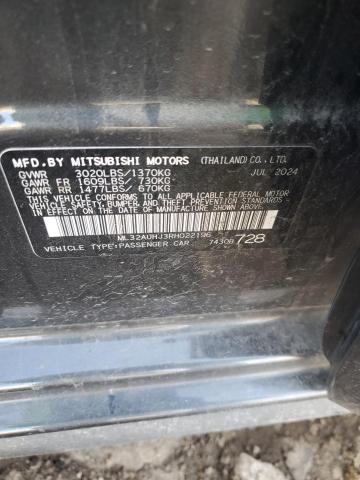 MFD.BY MITSUBISHI MOTORS (THAILAND) CO., LTD.
GVWR 3020LBS/1370KG JUL 2024
GAWR FR 1609LBS/ 730KG
GAWR RR 1477LBS/ 670KG
THIS VEHICLE CONFORMS TO ALL APPLICABLE FEDERAL MOTOR
VEHICLE SAFETY, BUMPER, AND THEFT PREVENTION STANDARDS
IN EFFECT ON THE DATE OF MANUFACTURE SHOWN ABOVE.
ML32AUHJ3RH022196 7430B 728
VEHICLE TYPE:PASSENGER CAR